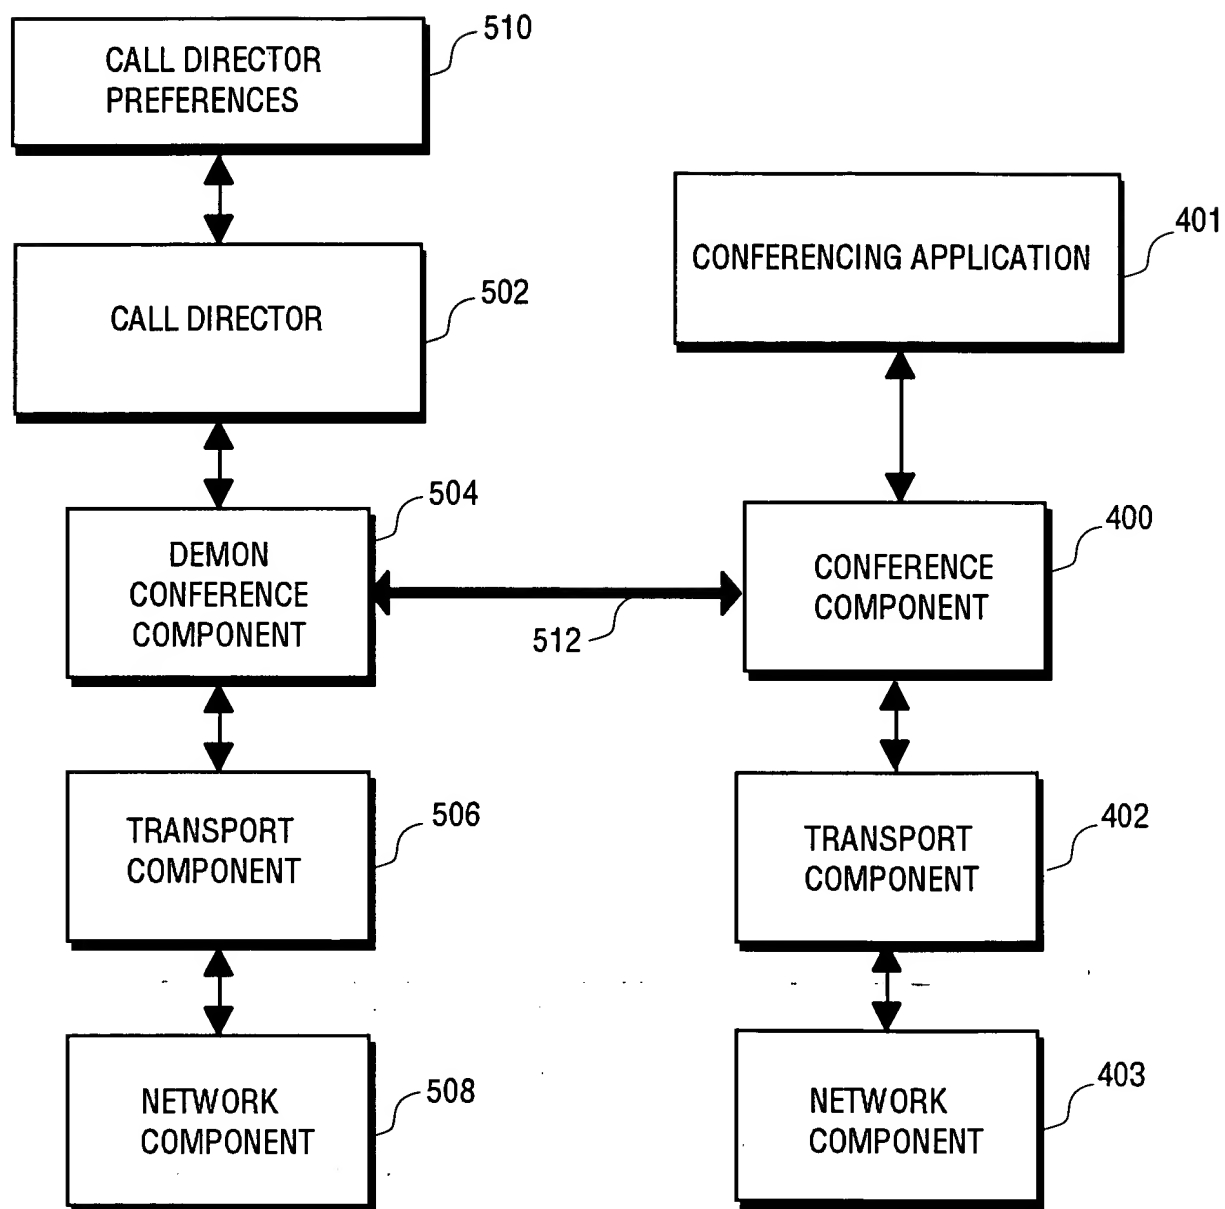 510
CALL DIRECTOR
PREFERENCES
401
CONFERENCING APPLICATION
502
CALL DIRECTOR
504
DEMON
CONFERENCE
COMPONENT
400
CONFERENCE
COMPONENT
512
506
TRANSPORT
COMPONENT
402
TRANSPORT
COMPONENT
508
NETWORK
COMPONENT
403
NETWORK
COMPONENT